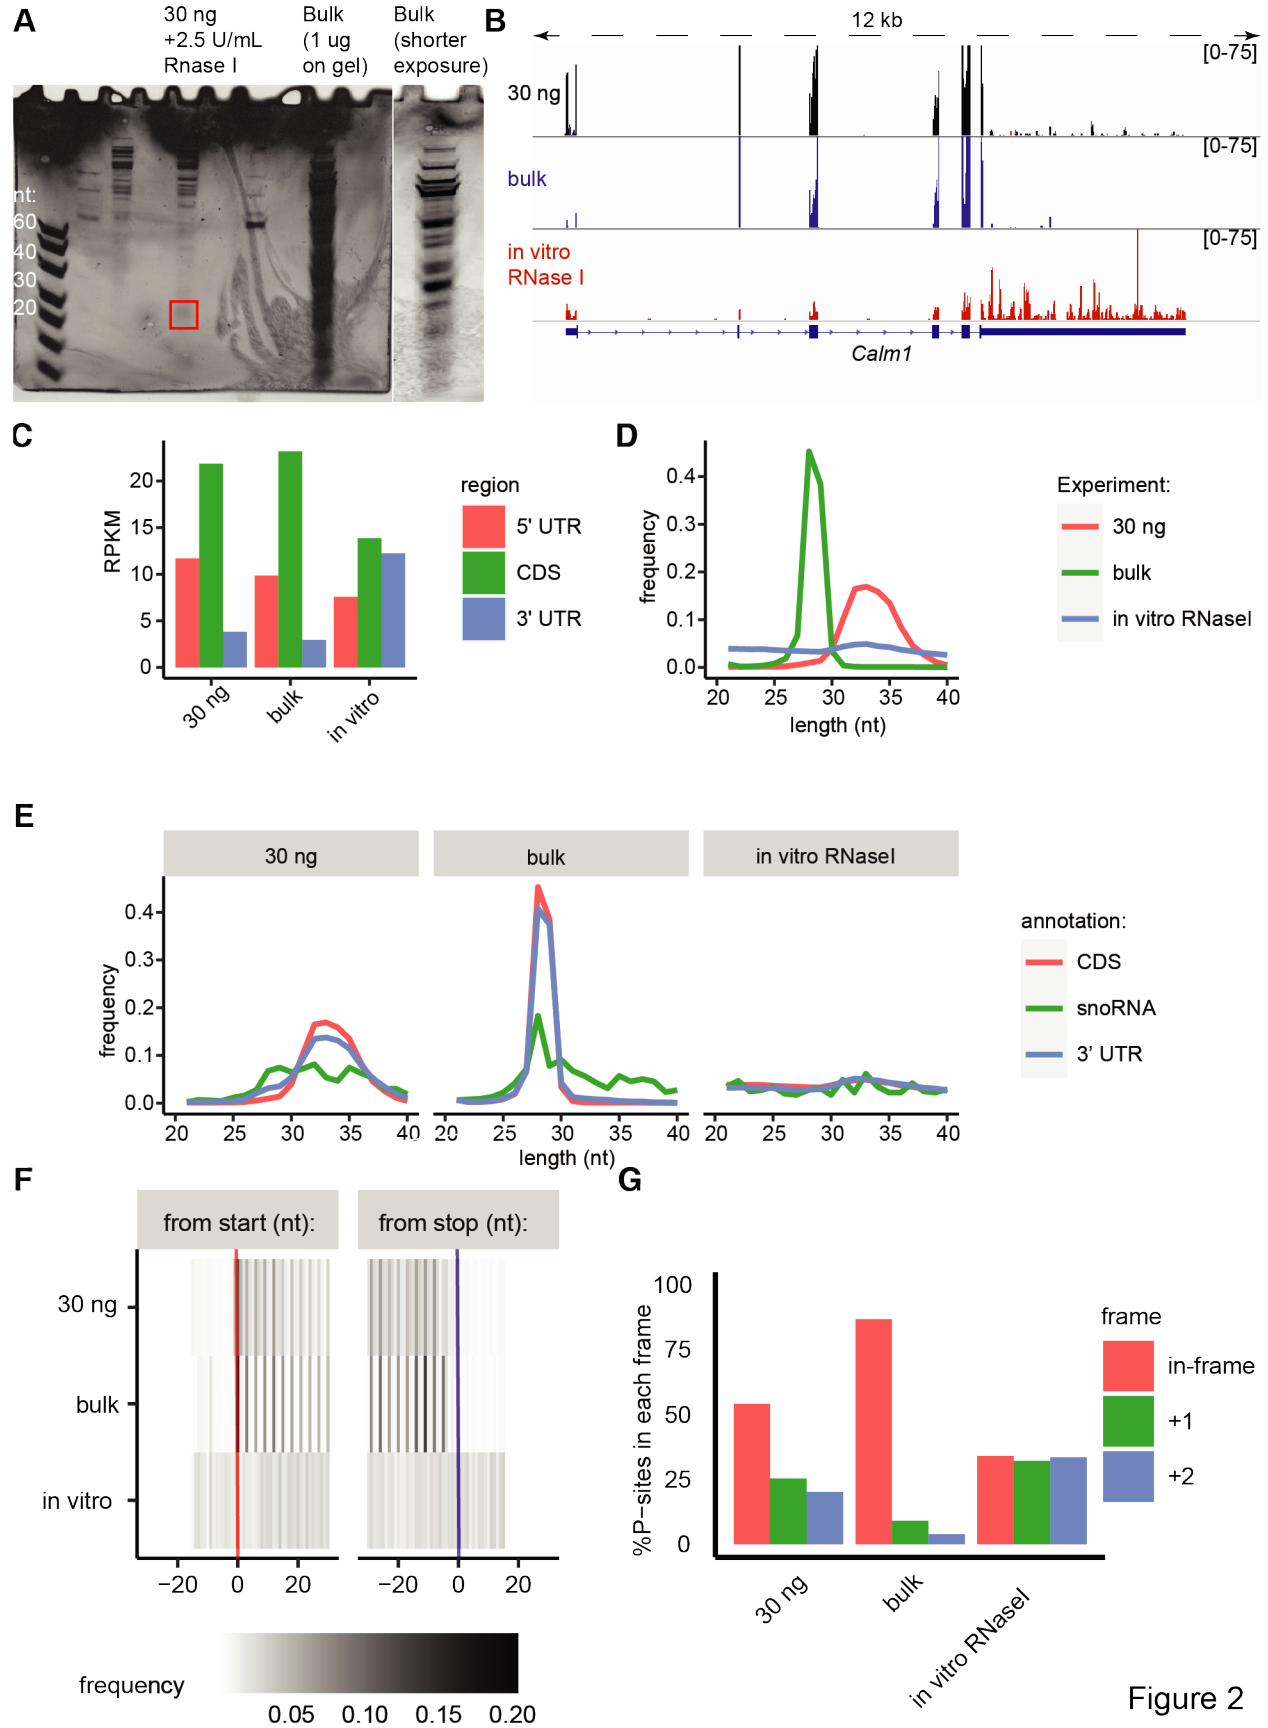 A
30 ng
+2.5 U/mL
Rnase I
Bulk
(1 ug
on gel)
Bulk
(shorter
exposure)
nt:
60
40
30
20
B
12 kb
30 ng
[0-75]
bulk
[0-75]
in vitro
RNase I
[0-75]
Calm1
C
RPKM
20
15
10
5
0
30 ng
bulk
in vitro
region
5' UTR
CDS
3' UTR
D
frequency
0.4
0.3
0.2
0.1
0.0
20
25
30
35
40
length (nt)
Experiment:
30 ng
bulk
in vitro RNaseI
E
30 ng
bulk
in vitro RNaseI
frequency
0.4
0.3
0.2
0.1
0.0
20 25 30 35 40
20 25 30 35 40
20 25 30 35 40
length (nt)
annotation:
CDS
snoRNA
3’ UTR
F
from start (nt):
from stop (nt):
30 ng
bulk
in vitro
−20 0 20
−20 0 20
frequency
0.05 0.10 0.15 0.20
G
%P−sites in each frame
100
75
50
25
0
30 ng
bulk
in vitro RNaseI
frame
in-frame
+1
+2
Figure 2